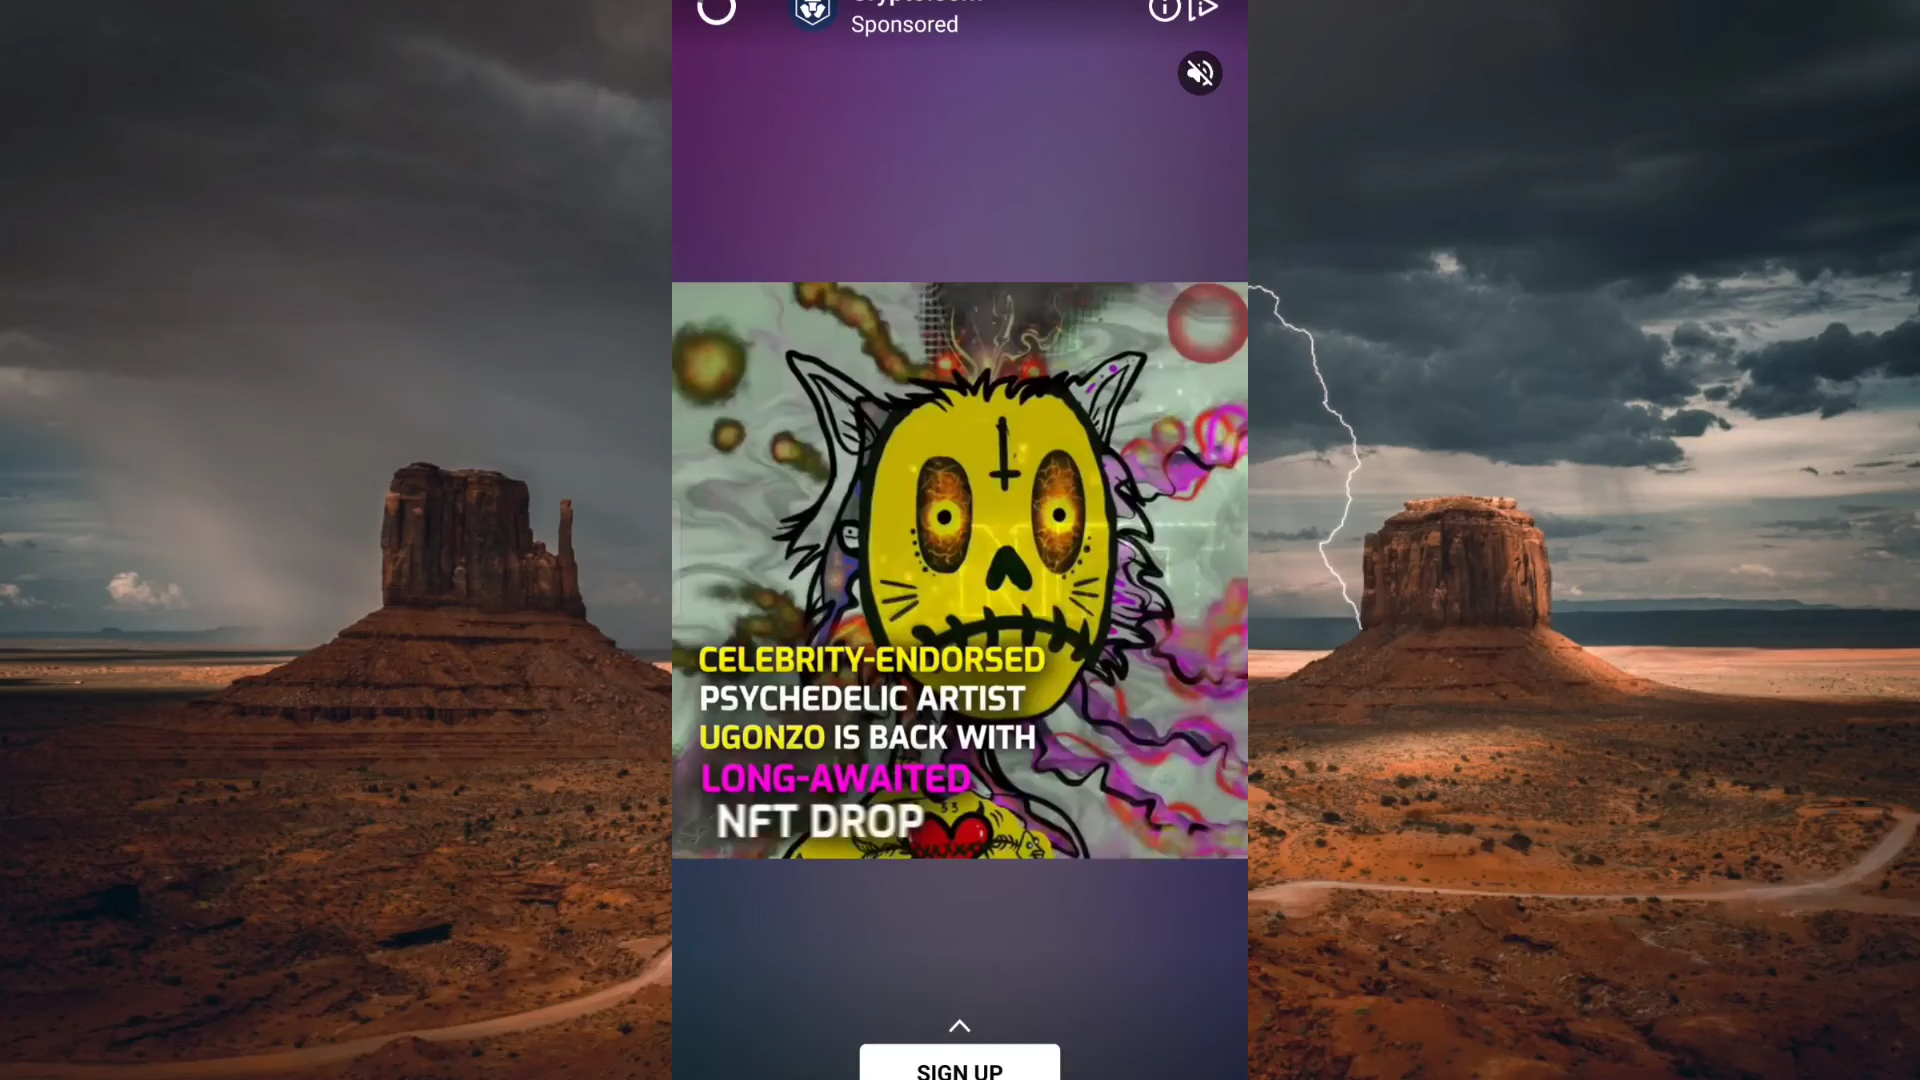 Sponsored
CELEBRITY-ENDORSED
PSYCHEDELIC ARTIST
UGONZO IS BACK WITH
LONG-AWAITED
NFT DROP
SIGN UP